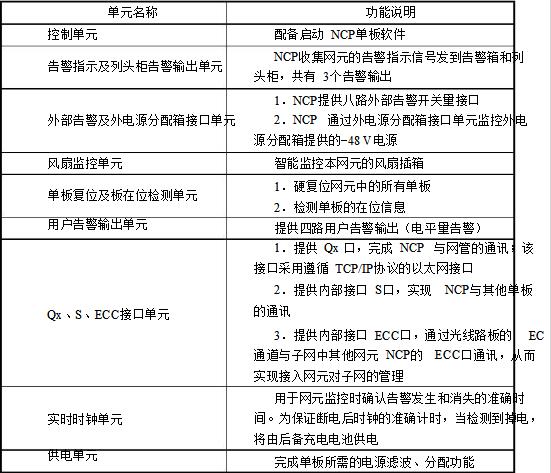 单元名称 功能说明
控制单元 配备启动 NCP单板软件
告警指示及列头柜告警输出单元
NCP收集网元的告警指示信号发到告警箱和列
头柜，共有 3个告警输出
外部告警及外电源分配箱接口单元
1．NCP提供八路外部告警开关量接口
2．NCP 通过外电源分配箱接口单元监控外电
源分配箱提供的−48 V电源
风扇监控单元 智能监控本网元的风扇插箱
单板复位及板在位检测单元
1．硬复位网元中的所有单板
2．检测单板的在位信息
用户告警输出单元 提供四路用户告警输出（电平量告警）
Qx、S、ECC接口单元
1．提供 Qx 口，完成 NCP 与网管的通讯；该
接口采用遵循 TCP/IP协议的以太网接口
2．提供内部接口 S口，实现 NCP与其他单板
的通讯
3．提供内部接口 ECC口，通过光线路板的 EC
通道与子网中其他网元 NCP的 ECC口通讯，从而
实现接入网元对子网的管理
实时时钟单元
用于网元监控时确认告警发生和消失的准确时
间。为保证断电后时钟的准确计时，当检测到掉电，
将由后备充电电池供电
供电单元 完成单板所需的电源滤波、分配功能